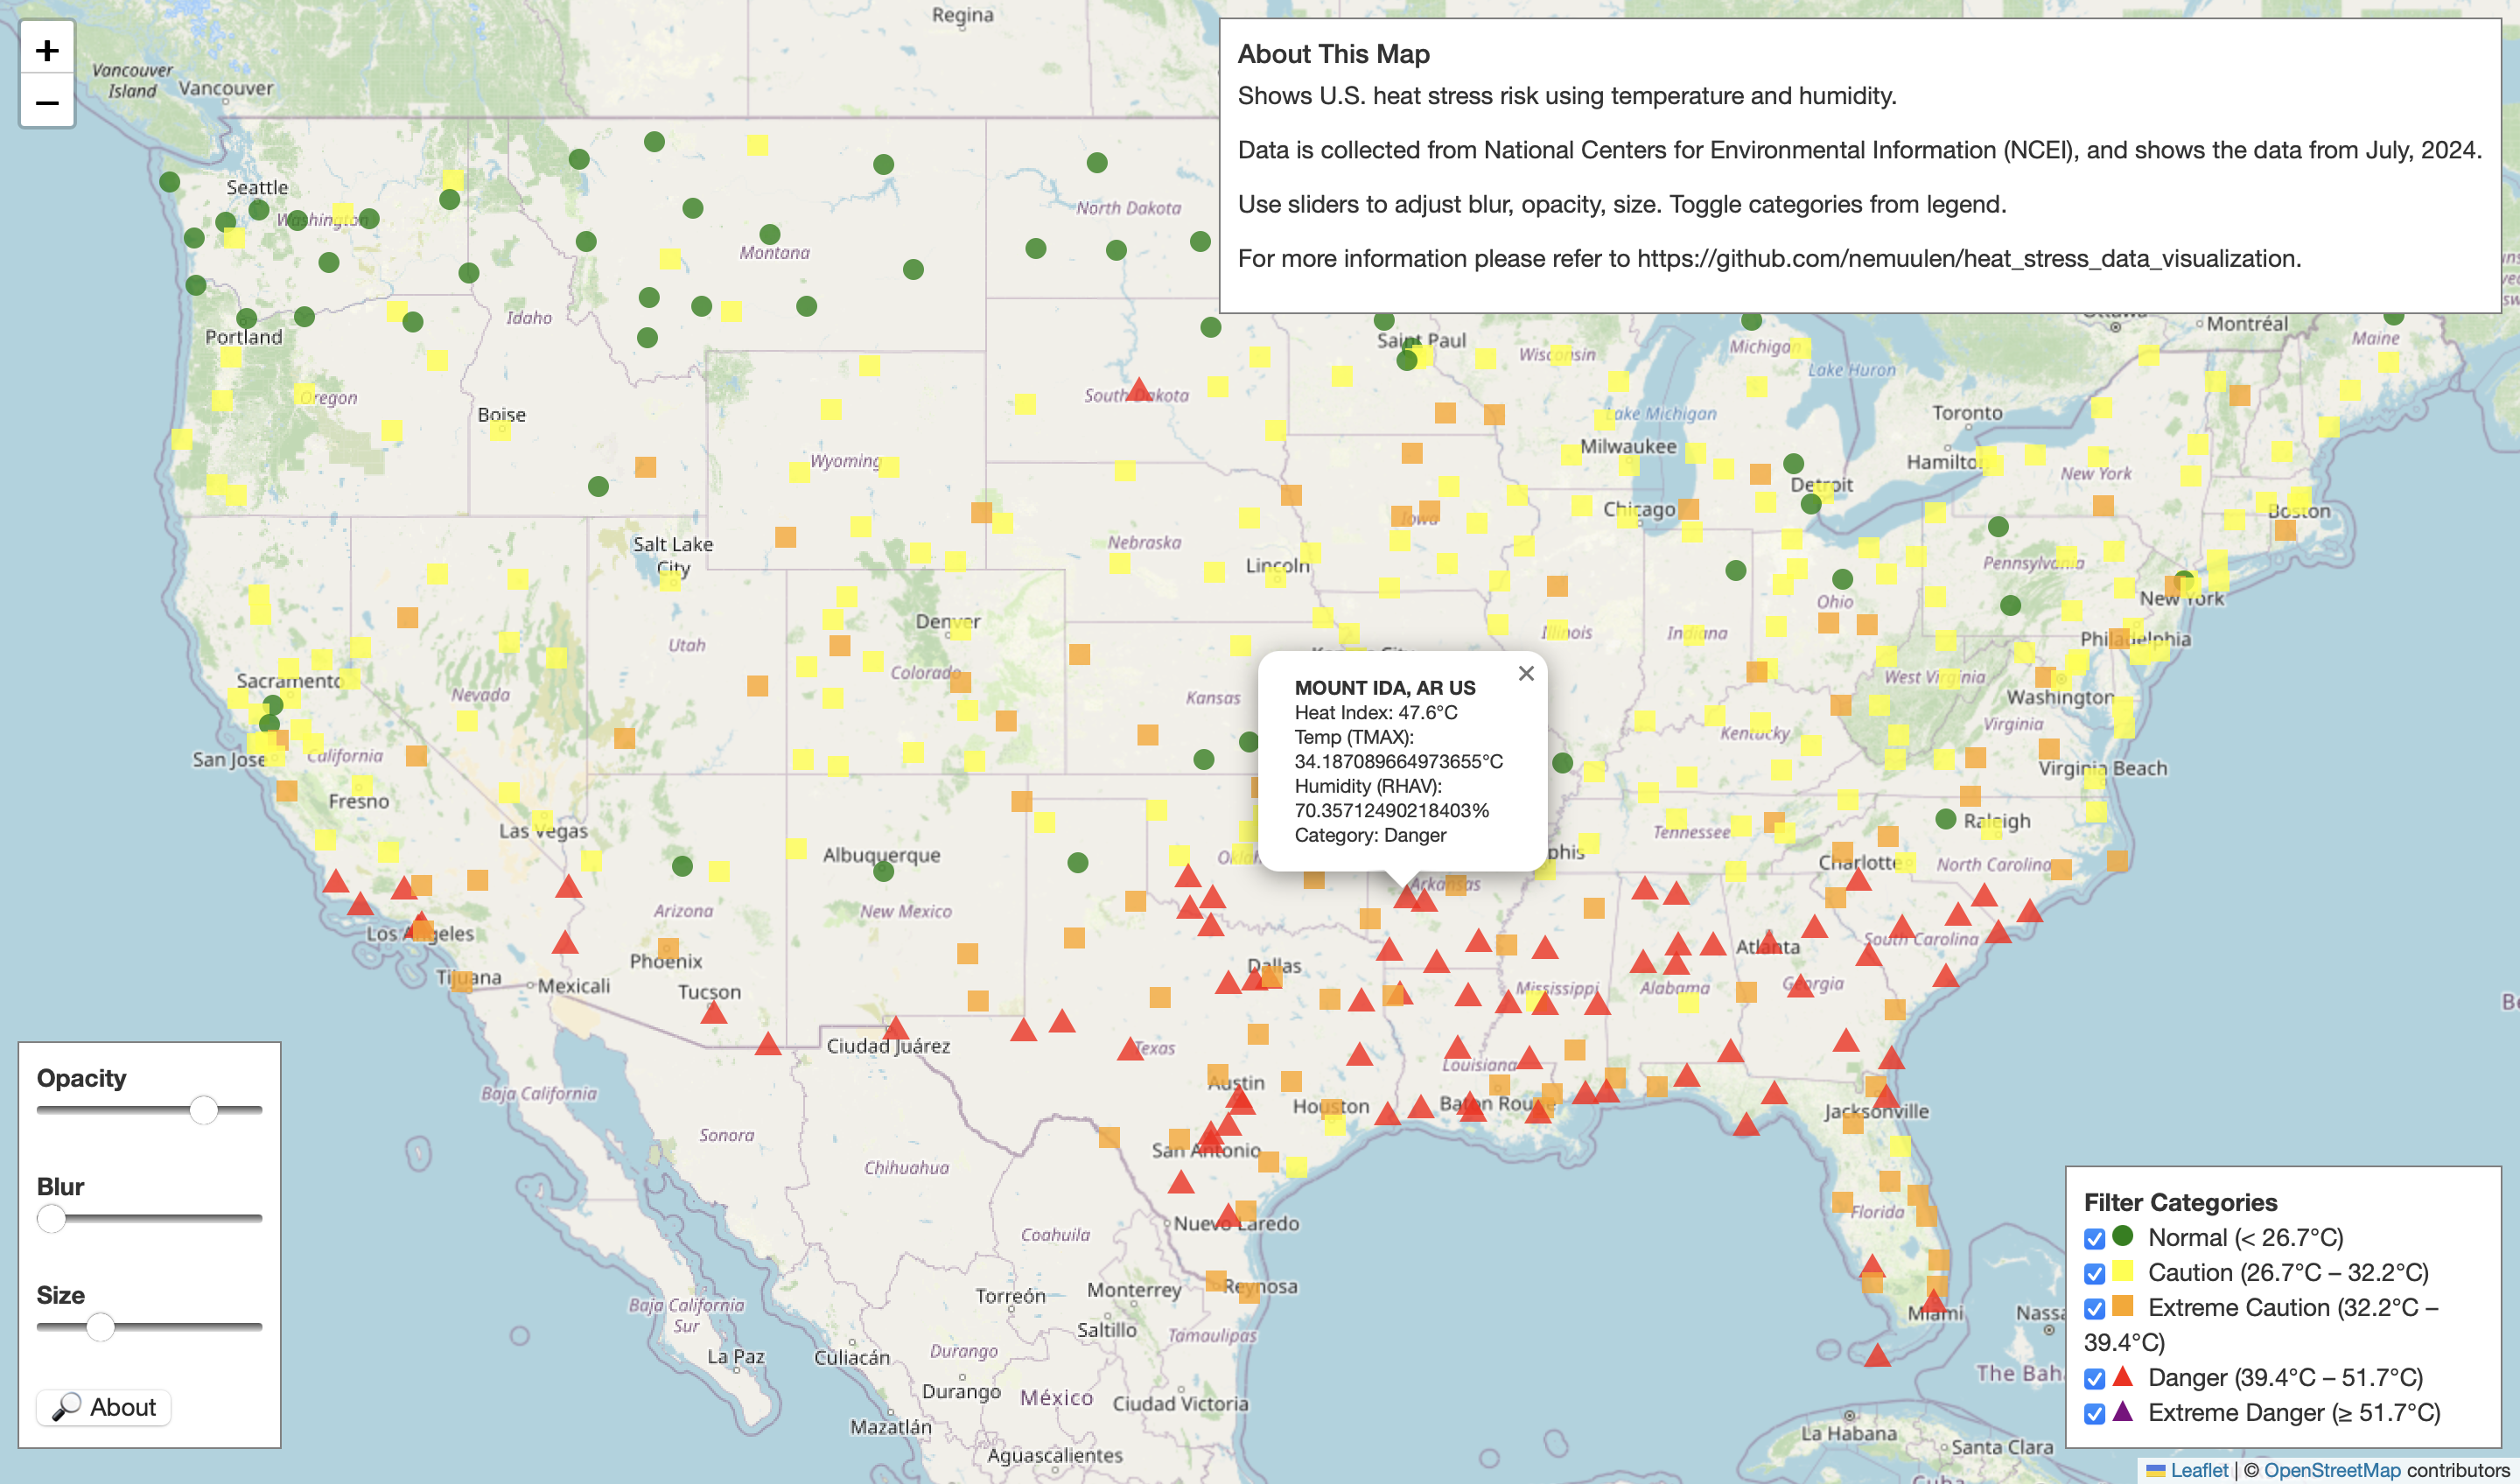 Regina
+
−
Vancouver Island
Vancouver
Seattle
Washington
Montana
North Dakota
Portland
Idaho
Oregon
Boise
South Dakota
Wyoming
Saint Paul
Wisconsin
Michigan
Lake Huron
Lake Michigan
Montréal
Maine
Toronto
Milwaukee
New York
Detroit
Chicago
Boston
Iowa
Nebraska
Lincoln
Salt Lake
City
Pennsylvania
New York
Ohio
Denver
Utah
Illinois
Indiana
Philadelphia
Sacramento
Nevada
Colorado
Kansas
West Virginia
Washington
Virginia
Kentucky
San Jose
California
Virginia Beach
Fresno
Las Vegas
Tennessee
Raleigh
Albuquerque
Charlotte
North Carolina
Arkansas
Arizona
New Mexico
Los Angeles
South Carolina
Atlanta
Phoenix
Dallas
Tijuana
Mexicali
Tucson
Mississippi
Alabama
Georgia
Ciudad Juárez
Texas
Louisiana
Austin
Baja California
Houston
Baton Rouge
Jacksonville
Sonora
San Antonio
Chihuahua
Florida
Nuevo Laredo
Coahuila
Reynosa
Monterrey
Torreón
Baja California
Sur
Miami
Saltillo
Tamaulipas
La Paz
Culiacán
Durango
Durango
México
Ciudad Victoria
Mazatlán
Aguascalientes
La Habana
Santa Clara
About This Map
Shows U.S. heat stress risk using temperature and humidity.
Data is collected from National Centers for Environmental Information (NCEI), and shows the data from July, 2024.
Use sliders to adjust blur, opacity, size. Toggle categories from legend.
For more information please refer to https://github.com/nemuulen/heat_stress_data_visualization.
×
MOUNT IDA, AR US
Heat Index: 47.6°C
Temp (TMAX):
34.187089664973655°C
Humidity (RHAV):
70.35712490218403%
Category: Danger
Opacity
Blur
Size
About
Filter Categories
Normal (< 26.7°C)
Caution (26.7°C – 32.2°C)
Extreme Caution (32.2°C –
39.4°C)
Danger (39.4°C – 51.7°C)
Extreme Danger (≥ 51.7°C)
Leaflet | © OpenStreetMap contributors